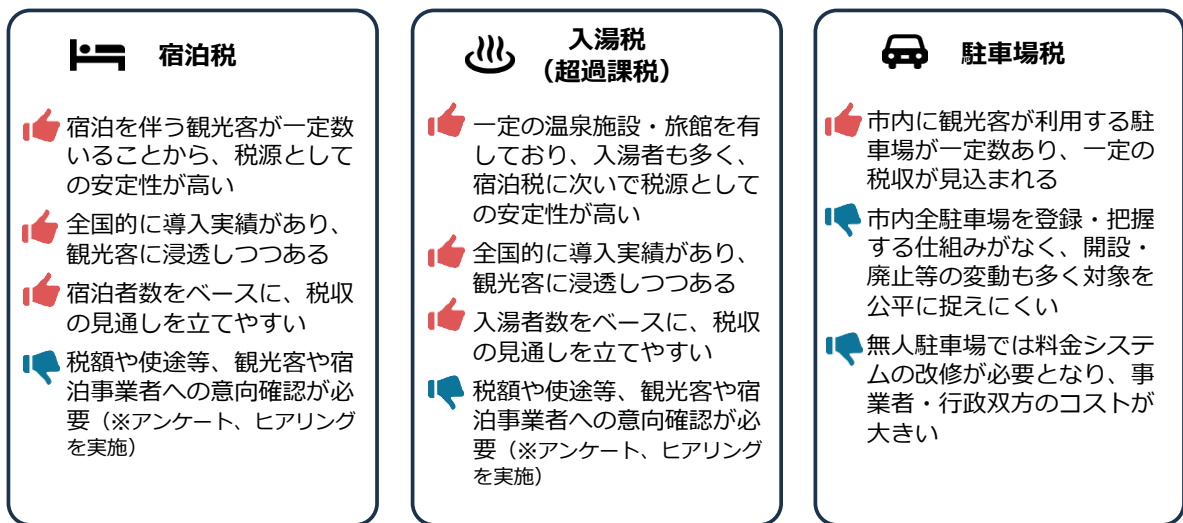 宿泊税
宿泊を伴う観光客が一定数
いることから、税源として
の安定性が高い
全国的に導入実績があり、
観光客に浸透しつつある
宿泊者数をベースに、税収
の見通しを立てやすい
税額や使途等、観光客や宿
泊事業者への意向確認が必
要（※アンケート、ヒアリング
を実施）
入湯税
（超過課税）
一定の温泉施設・旅館を有
しており、入湯者も多く、
宿泊税に次いで税源として
の安定性が高い
全国的に導入実績があり、
観光客に浸透しつつある
入湯者数をベースに、税収
の見通しを立てやすい
税額や使途等、観光客や宿
泊事業者への意向確認が必
要（※アンケート、ヒアリング
を実施）
駐車場税
市内に観光客が利用する駐
車場が一定数あり、一定の
税収が見込まれる
市内全駐車場を登録・把握
する仕組みがなく、開設・
廃止等の変動も多く対象を
公平に捉えにくい
無人駐車場では料金システ
ムの改修が必要となり、事
業者・行政双方のコストが
大きい